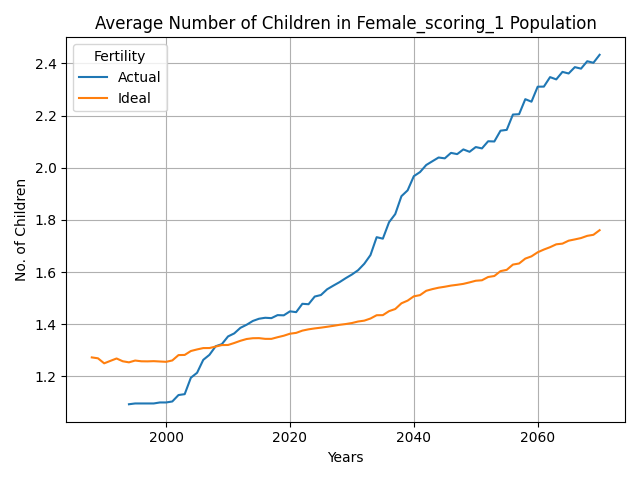 Average Number of Children in Female_scoring_1 Population
Fertility
Actual
Ideal
No. of Children
2.4
2.2
2.0
1.8
1.6
1.4
1.2
2000
2020
2040
2060
Years